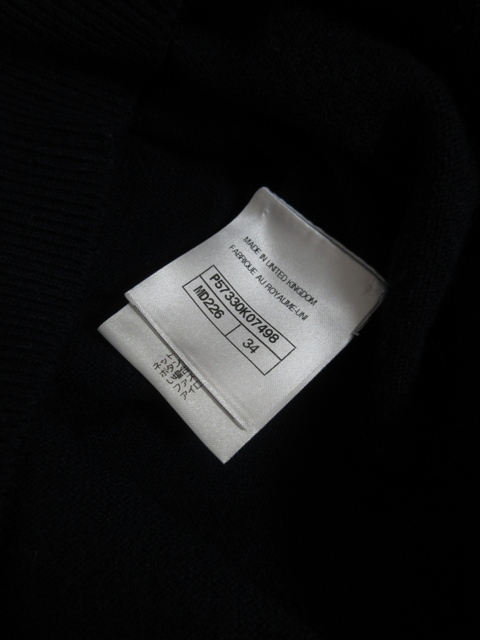 MADE IN UNITED KINGDOM
FABRIQUE AU ROYAUME-UNI
P57330K07498
MD226 34